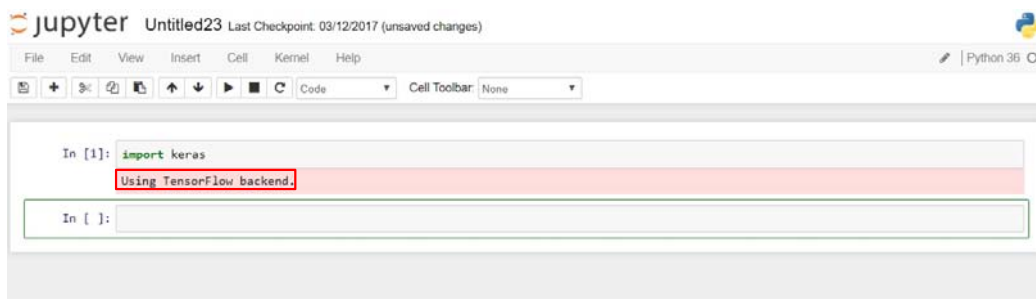 jupyter Untitled23 Last Checkpoint: 03/12/2017 (unsaved changes)
File Edit View Insert Cell Kernel Help Python 36
Code Cell Toolbar: None
In [1]: import keras
Using TensorFlow backend.
In [ ]: